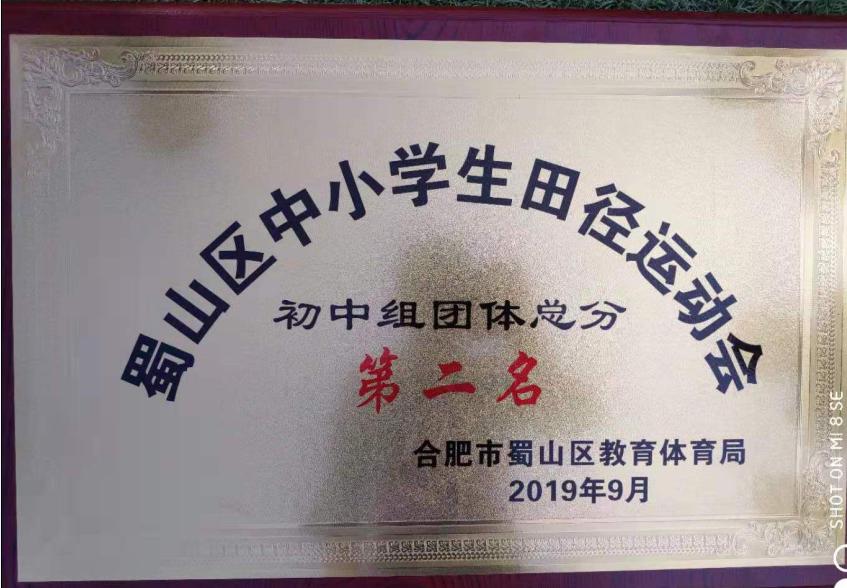 蜀山区中小学生田径运动会
初中组团体总分
第二名
合肥市蜀山区教育体育局
2019年9月
SHOT ON MI 8 SE